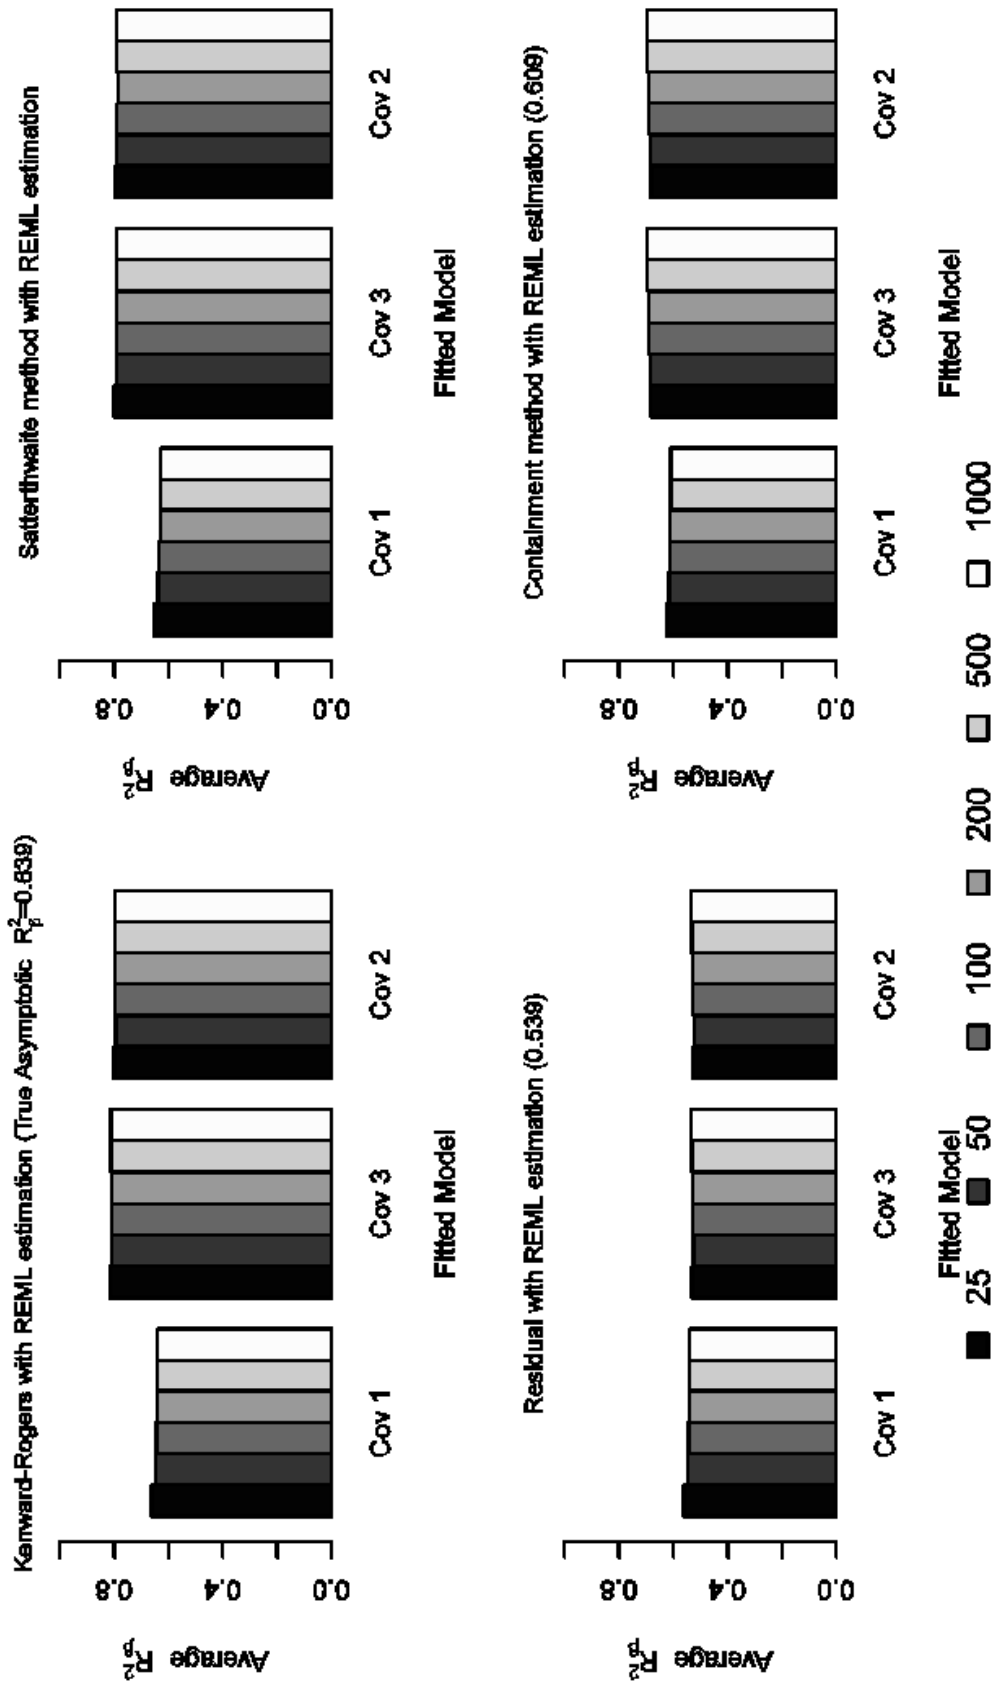 Kenward-Rogers with REML estimation (True Asymptotic R²β=0.639)
Average R²β
0.0 0.4 0.8
Cov 1 Cov 3 Cov 2
Fitted Model
Satterthwaite method with REML estimation
Average R²β
0.0 0.4 0.8
Cov 1 Cov 3 Cov 2
Fitted Model
Residual with REML estimation (0.539)
Average R²β
0.0 0.4 0.8
Cov 1 Cov 3 Cov 2
Fitted Model
Containment method with REML estimation (0.609)
Average R²β
0.0 0.4 0.8
Cov 1 Cov 3 Cov 2
Fitted Model
25 50 100 200 500 1000